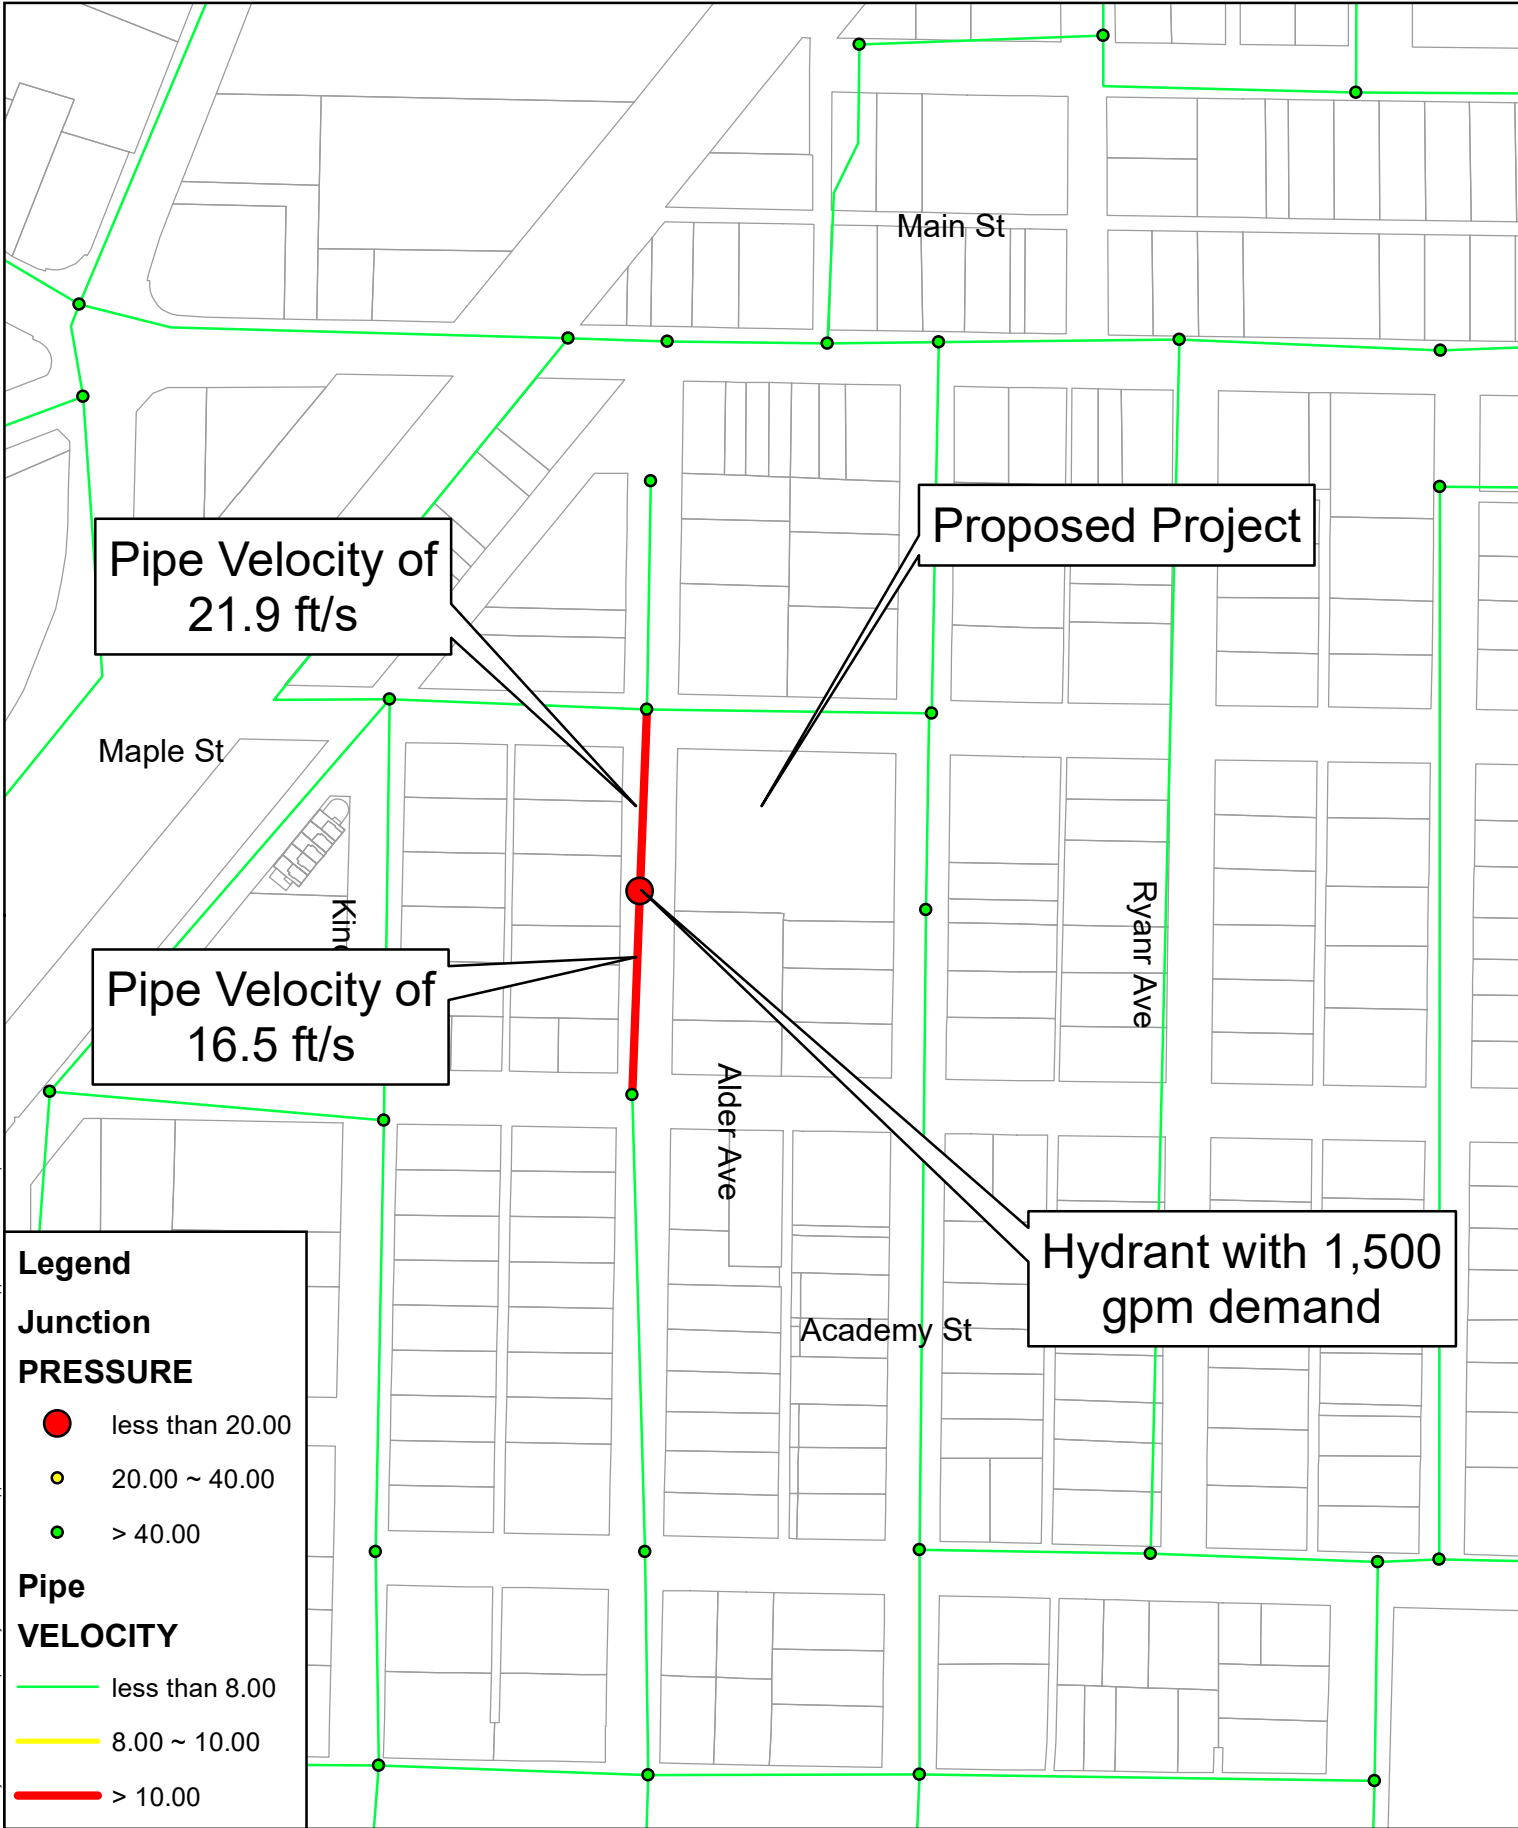 Main St
Proposed Project
Pipe Velocity of
21.9 ft/s
Maple St
Ryanr Ave
Pipe Velocity of
16.5 ft/s
Alder Ave
Hydrant with 1,500
gpm demand
Academy St
Legend
Junction
PRESSURE
less than 20.00
20.00 ~ 40.00
> 40.00
Pipe
VELOCITY
less than 8.00
8.00 ~ 10.00
> 10.00